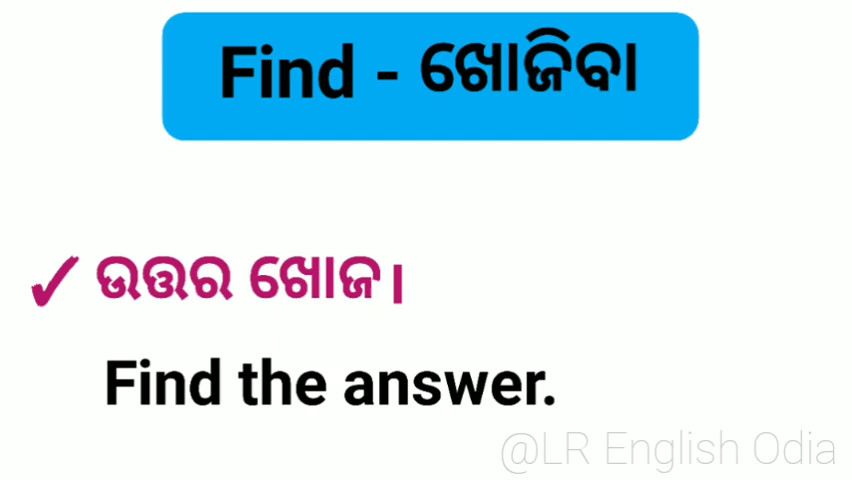 Find - ଖୋଜିବା
✓ ଉତ୍ତର ଖୋଜ।
Find the answer.
@LR English Odia